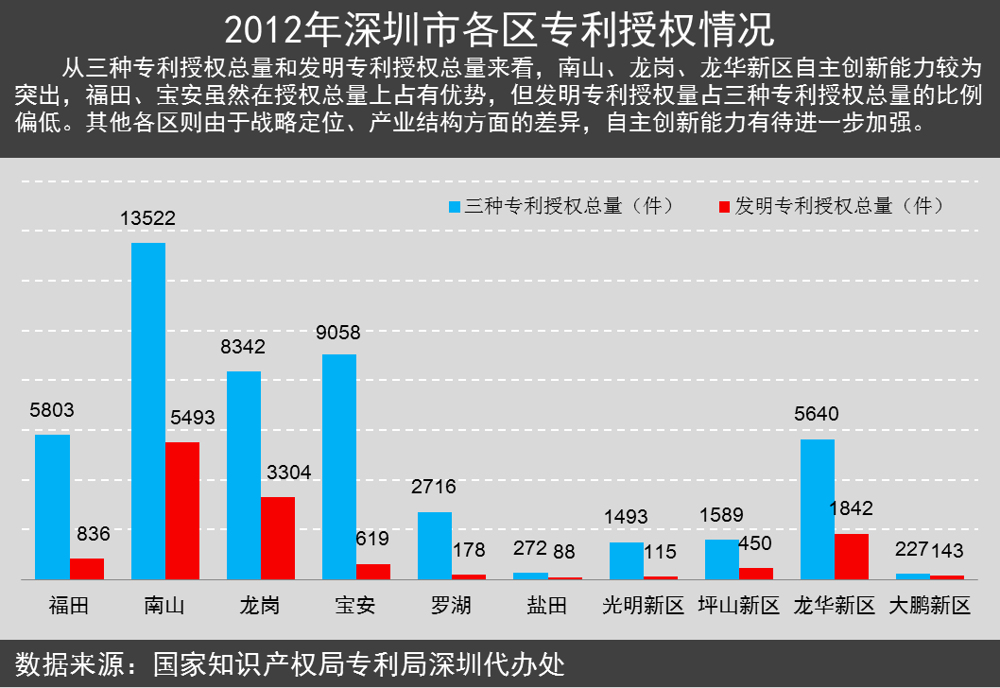 2012年深圳市各区专利授权情况
从三种专利授权总量和发明专利授权总量来看，南山、龙岗、龙华新区自主创新能力较为
突出，福田、宝安虽然在授权总量上占有优势，但发明专利授权量占三种专利授权总量的比例
偏低。其他各区则由于战略定位、产业结构方面的差异，自主创新能力有待进一步加强。
三种专利授权总量（件） 发明专利授权总量（件）
13522
9058
8342
5803 5493 5640
3304
2716
1842
1493 1589
836 619 178 272 88 115 450 227 143
福田 南山 龙岗 宝安 罗湖 盐田 光明新区 坪山新区 龙华新区 大鹏新区
数据来源：国家知识产权局专利局深圳代办处